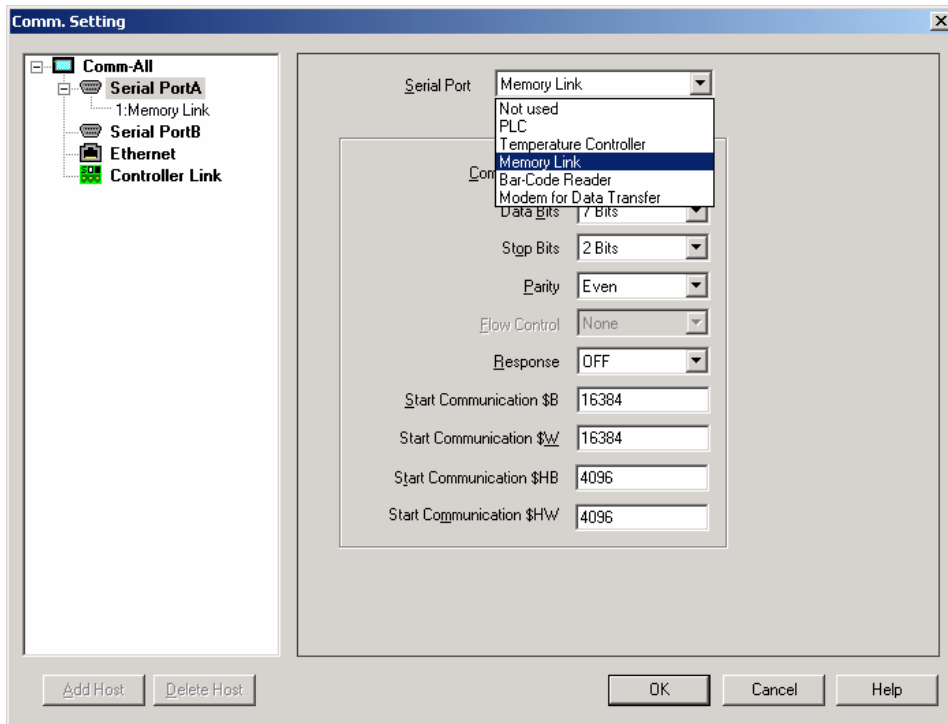 Comm. Setting
Comm-All
Serial PortA
1:Memory Link
Serial PortB
Ethernet
Controller Link
Serial Port Memory Link
Not used
PLC
Temperature Controller
Memory Link
Bar-Code Reader
Modem for Data Transfer
Data Bits 7 Bits
Stop Bits 2 Bits
Parity Even
Flow Control None
Response OFF
Start Communication $B 16384
Start Communication $W 16384
Start Communication $HB 4096
Start Communication $HW 4096
Add Host Delete Host OK Cancel Help